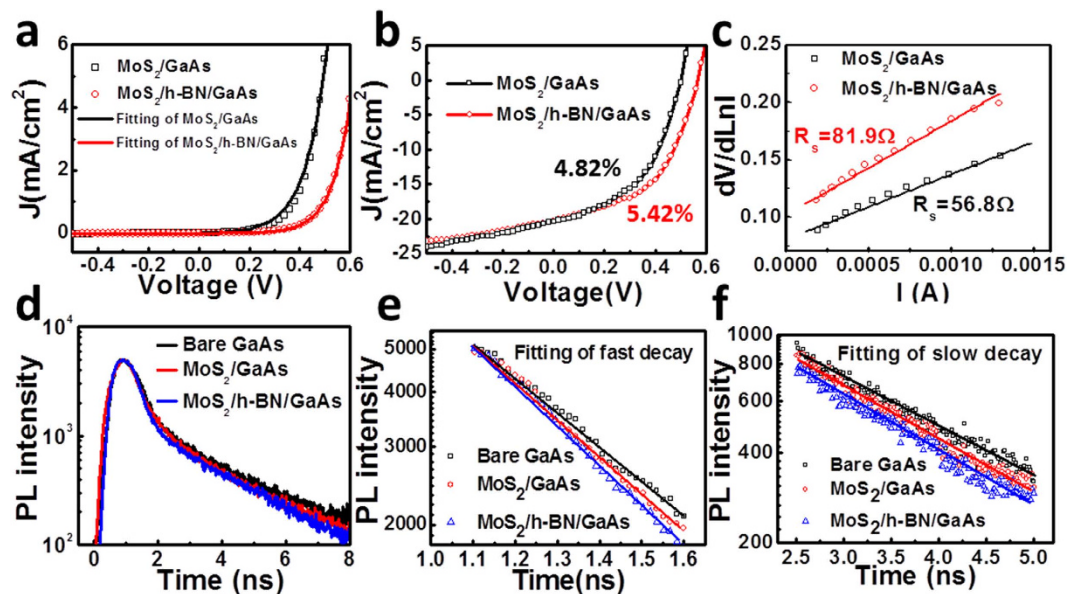 a
6
4
2
0
J(mA/cm²)
-0.4 -0.2 0.0 0.2 0.4 0.6
Voltage (V)
MoS₂/GaAs
MoS₂/h-BN/GaAs
Fitting of MoS₂/GaAs
Fitting of MoS₂/h-BN/GaAs
b
5
0
-5
-10
-15
-20
-25
J(mA/cm²)
-0.4 -0.2 0.0 0.2 0.4 0.6
Voltage(V)
MoS₂/GaAs
MoS₂/h-BN/GaAs
4.82%
5.42%
c
0.25
0.20
0.15
0.10
dV/dLnI
0.0000 0.0005 0.0010 0.0015
I (A)
MoS₂/GaAs
MoS₂/h-BN/GaAs
Rₛ=81.9Ω
Rₛ=56.8Ω
d
10⁴
10³
10²
PL intensity
0 2 4 6 8
Time (ns)
Bare GaAs
MoS₂/GaAs
MoS₂/h-BN/GaAs
e
5000
4000
3000
2000
PL intensity
1.0 1.1 1.2 1.3 1.4 1.5 1.6
Time(ns)
Fitting of fast decay
Bare GaAs
MoS₂/GaAs
MoS₂/h-BN/GaAs
f
1000
800
600
400
200
PL intensity
2.5 3.0 3.5 4.0 4.5 5.0
Time (ns)
Fitting of slow decay
Bare GaAs
MoS₂/GaAs
MoS₂/h-BN/GaAs